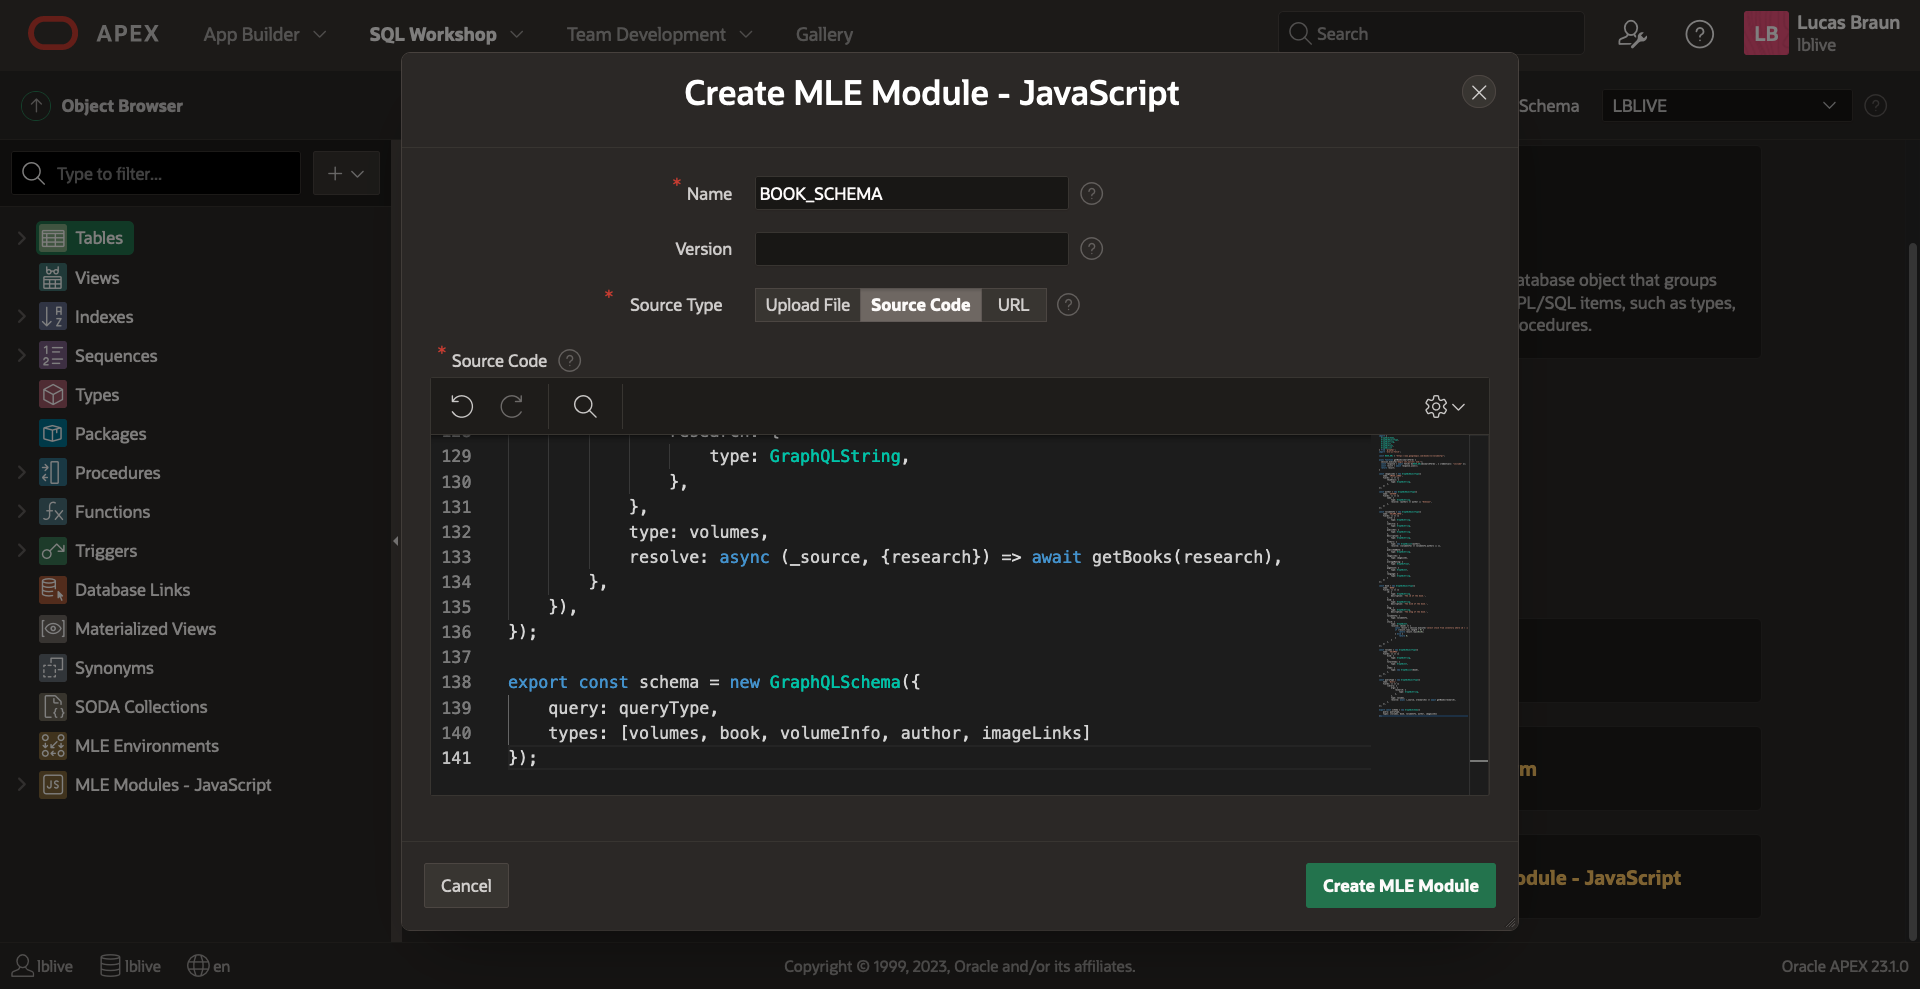 APEX
App Builder
SQL Workshop
Team Development
Gallery
Search
LB
Lucas Braun
lblive
Object Browser
Schema
LBLIVE
Type to filter...
Tables
Views
Indexes
Sequences
Types
Packages
Procedures
Functions
Triggers
Database Links
Materialized Views
Synonyms
SODA Collections
MLE Environments
MLE Modules - JavaScript
Create MLE Module - JavaScript
* Name
BOOK_SCHEMA
Version
* Source Type
Upload File
Source Code
URL
* Source Code
129 type: GraphQLString,
130 },
131 },
132 type: volumes,
133 resolve: async (_source, {research}) => await getBooks(research),
134 },
135 }),
136 });
137
138 export const schema = new GraphQLSchema({
139 query: queryType,
140 types: [volumes, book, volumeInfo, author, imageLinks]
141 });
Cancel
Create MLE Module
atabase object that groups
PL/SQL items, such as types,
ocedures.
m
odule - JavaScript
lblive
lblive
en
Copyright © 1999, 2023, Oracle and/or its affiliates.
Oracle APEX 23.1.0